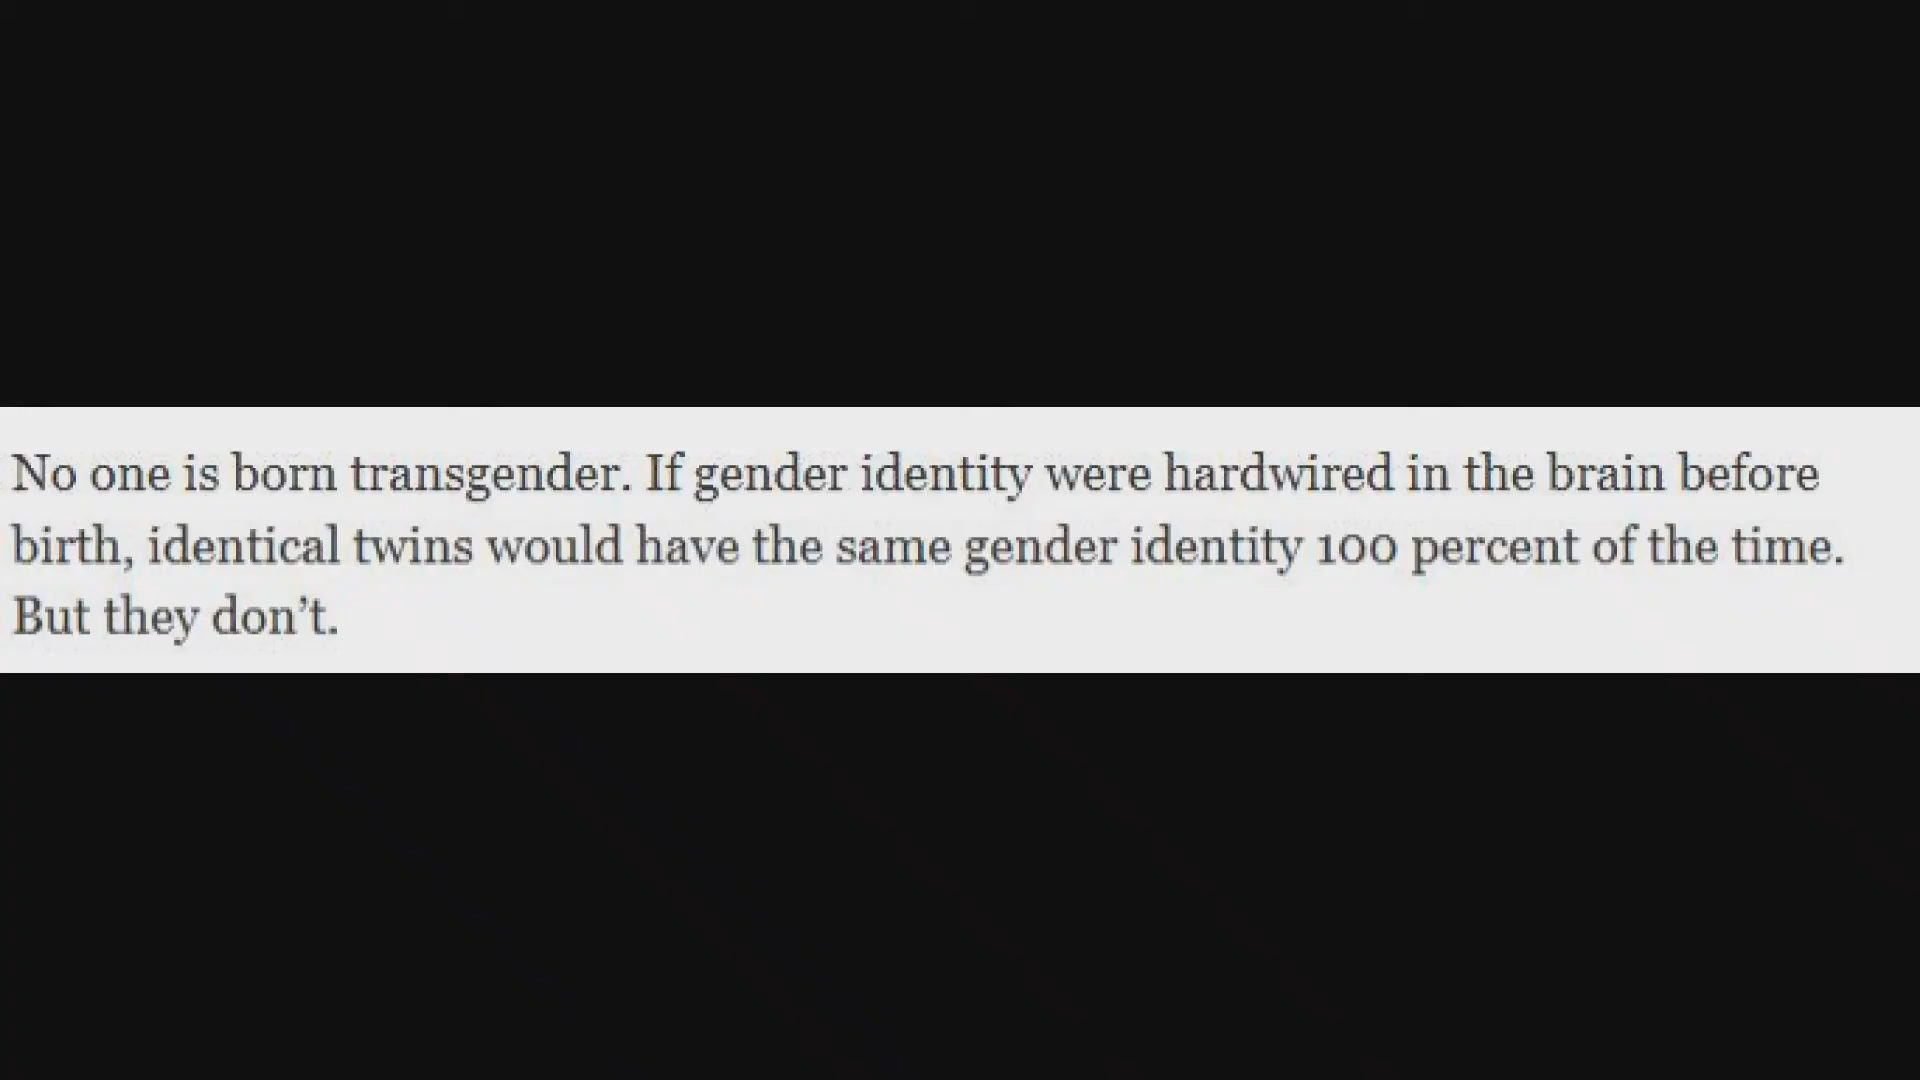 No one is born transgender. If gender identity were hardwired in the brain before
birth, identical twins would have the same gender identity 100 percent of the time.
But they don’t.